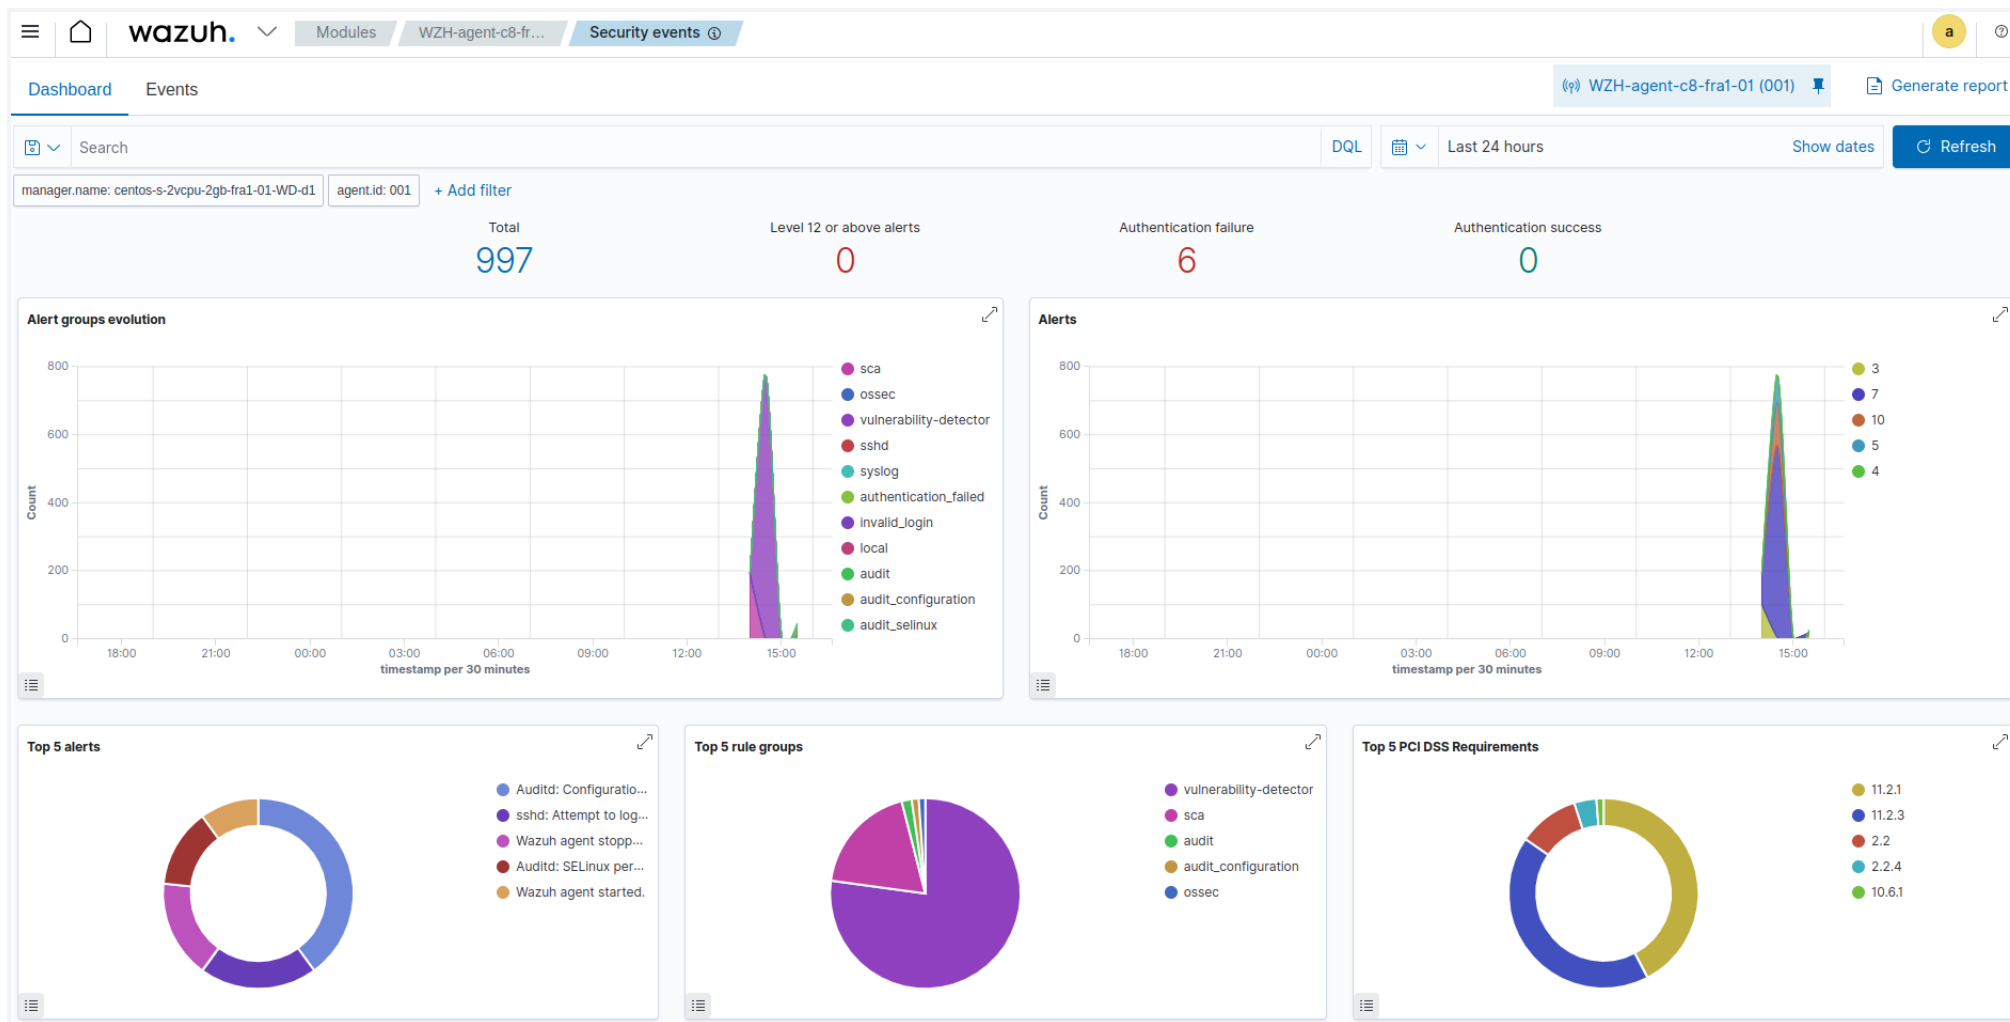 wazuh. Modules WZH-agent-c8-fr... Security events a
Dashboard Events WZH-agent-c8-fra1-01 (001) Generate report
Search DQL Last 24 hours Show dates Refresh
manager.name: centos-s-2vcpu-2gb-fra1-01-WD-d1 agent.id: 001 + Add filter
Total Level 12 or above alerts Authentication failure Authentication success
997 0 6 0
Alert groups evolution
800
600
400
200
0
Count
18:00 21:00 00:00 03:00 06:00 09:00 12:00 15:00
timestamp per 30 minutes
sca
ossec
vulnerability-detector
sshd
syslog
authentication_failed
invalid_login
local
audit
audit_configuration
audit_selinux
Alerts
800
600
400
200
0
Count
18:00 21:00 00:00 03:00 06:00 09:00 12:00 15:00
timestamp per 30 minutes
3
7
10
5
4
Top 5 alerts
Auditd: Configuratio...
sshd: Attempt to log...
Wazuh agent stopp...
Auditd: SELinux per...
Wazuh agent started.
Top 5 rule groups
vulnerability-detector
sca
audit
audit_configuration
ossec
Top 5 PCI DSS Requirements
11.2.1
11.2.3
2.2
2.2.4
10.6.1